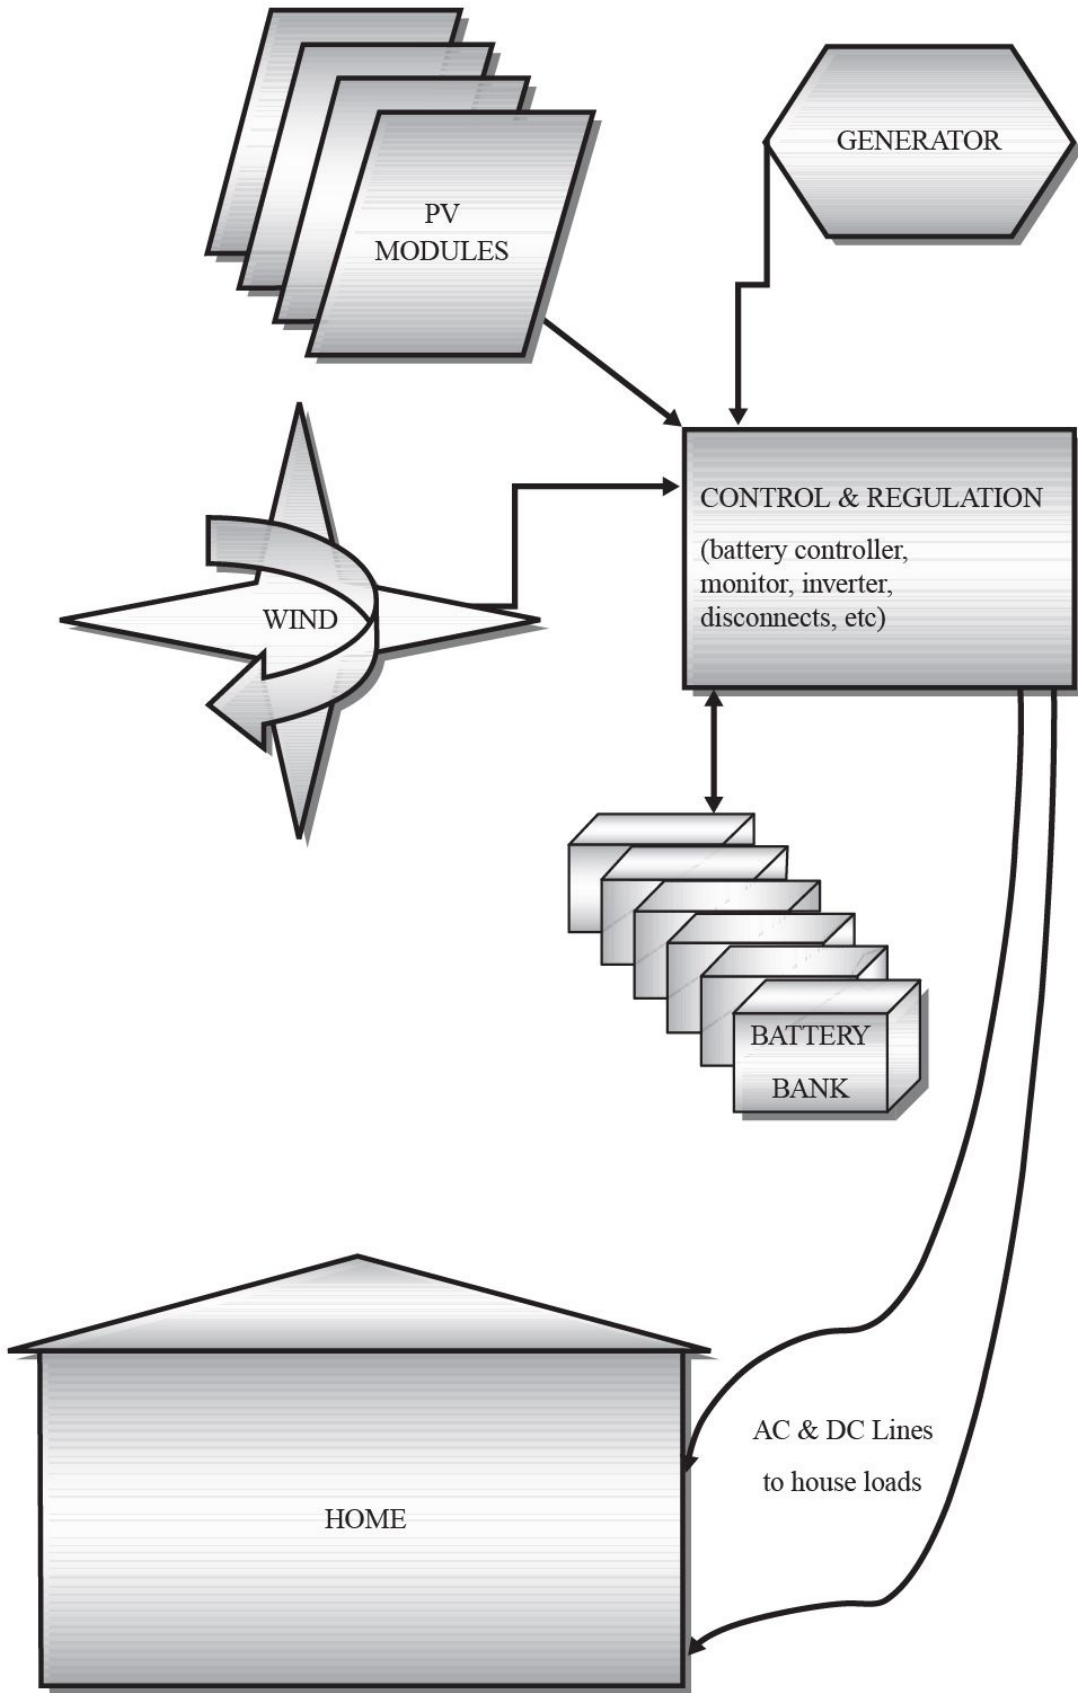 PV
MODULES
GENERATOR
CONTROL & REGULATION
(battery controller,
monitor, inverter,
disconnects, etc)
WIND
BATTERY
BANK
AC & DC Lines
to house loads
HOME